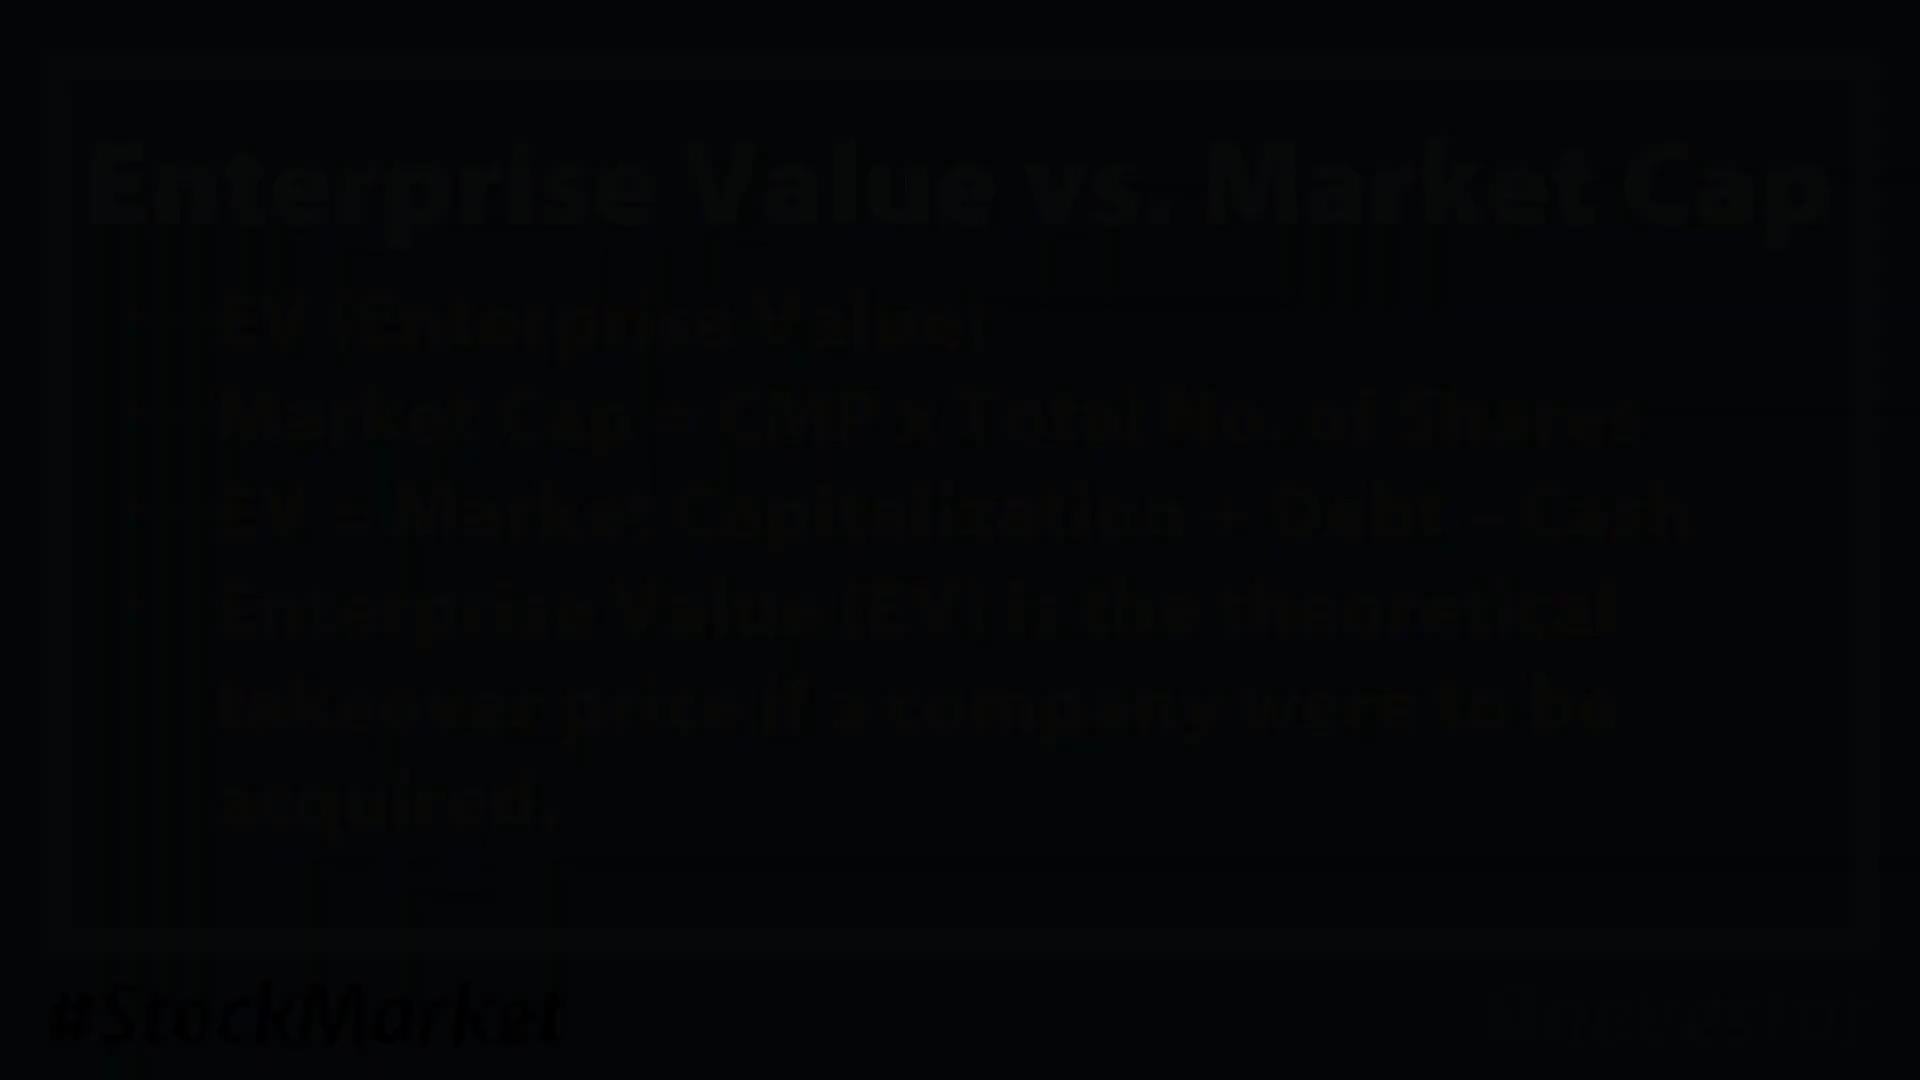 Enterprise Value vs. Market Cap
EV (Enterprise Value)
Market Cap = CMP x Total No. of Shares
EV = Market Capitalization + Debt - Cash
Enterprise Value (EV) is the theoretical
takeover price if a company were to be
acquired.
#StockMarket